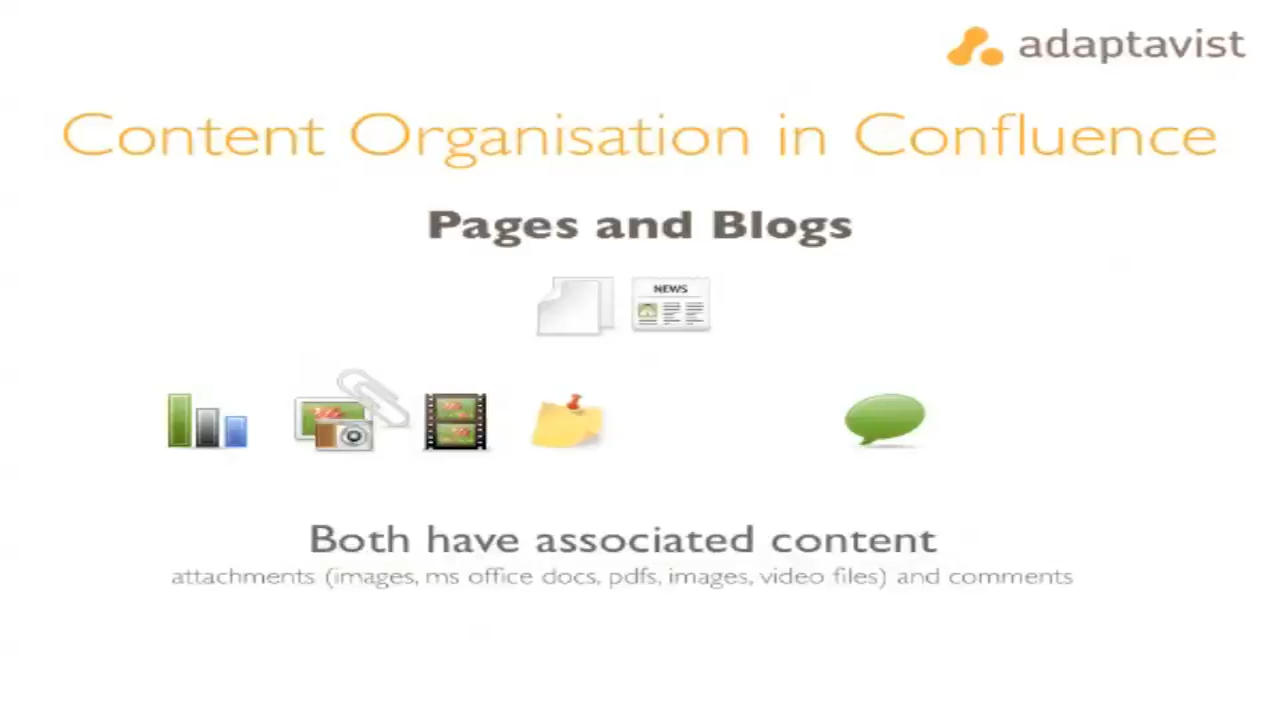 adaptavist
Content Organisation in Confluence
Pages and Blogs
NEWS
Both have associated content
attachments (images, ms office docs, pdfs, images, video files) and comments